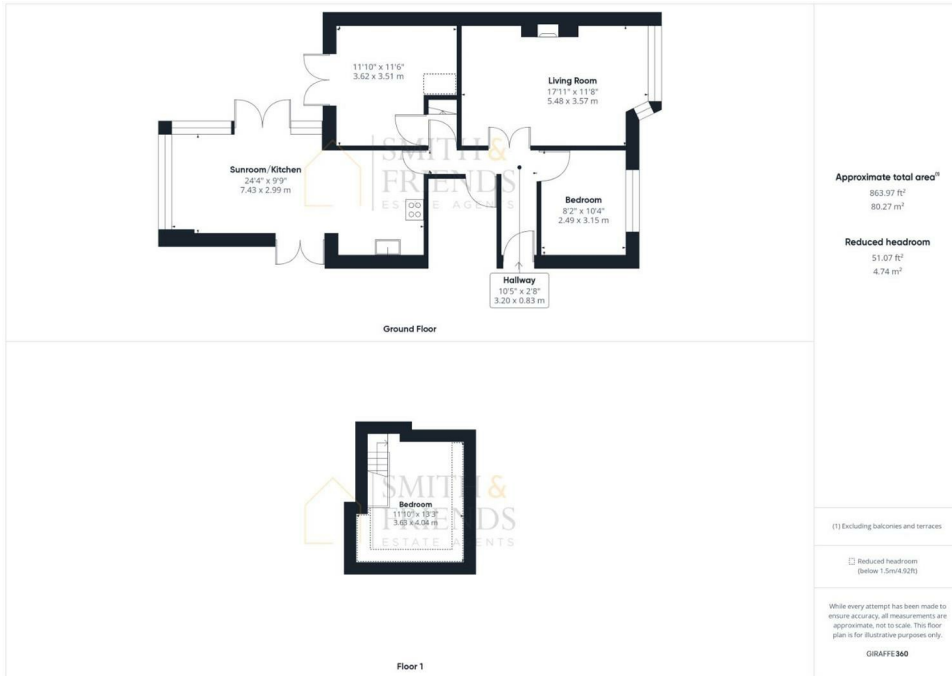 11'10" x 11'6"
3.62 x 3.51 m
Living Room
17'11" x 11'8"
5.48 x 3.57 m
Sunroom/Kitchen
24'4" x 9'9"
7.43 x 2.99 m
SMITH &
FRIENDS
ESTATE AGENTS
Bedroom
8'2" x 10'4"
2.49 x 3.15 m
Hallway
10'5" x 2'8"
3.20 x 0.83 m
Ground Floor
SMITH &
FRIENDS
ESTATE AGENTS
Bedroom
11'10" x 13'3"
3.63 x 4.04 m
Floor 1
Approximate total area(1)
863.97 ft²
80.27 m²
Reduced headroom
51.07 ft²
4.74 m²
(1) Excluding balconies and terraces
Reduced headroom
(below 1.5m/4.92ft)
While every attempt has been made to
ensure accuracy, all measurements are
approximate, not to scale. This floor
plan is for illustrative purposes only.
GIRAFFE360